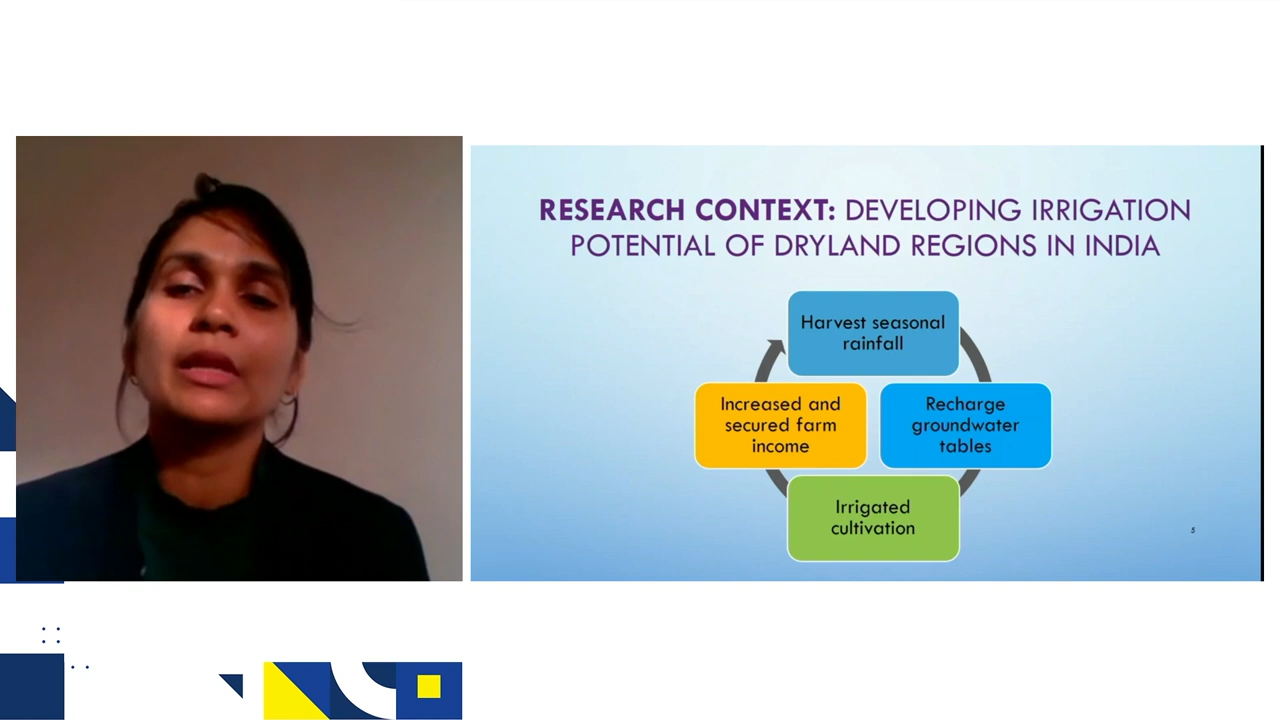 RESEARCH CONTEXT: DEVELOPING IRRIGATION
POTENTIAL OF DRYLAND REGIONS IN INDIA
Harvest seasonal
rainfall
Increased and
secured farm
income
Recharge
groundwater
tables
Irrigated
cultivation
5